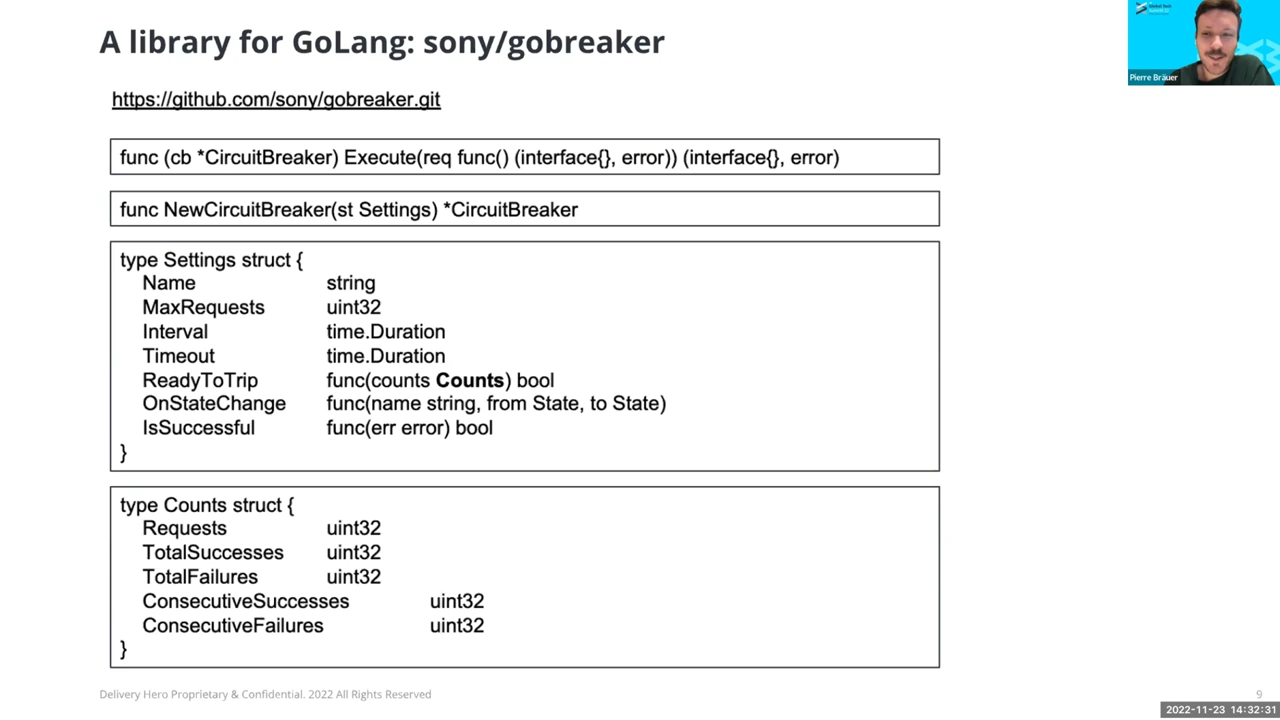 A library for GoLang: sony/gobreaker
https://github.com/sony/gobreaker.git
func (cb *CircuitBreaker) Execute(req func() (interface{}, error)) (interface{}, error)
func NewCircuitBreaker(st Settings) *CircuitBreaker
type Settings struct {
Name string
MaxRequests uint32
Interval time.Duration
Timeout time.Duration
ReadyToTrip func(counts Counts) bool
OnStateChange func(name string, from State, to State)
IsSuccessful func(err error) bool
}
type Counts struct {
Requests uint32
TotalSuccesses uint32
TotalFailures uint32
ConsecutiveSuccesses uint32
ConsecutiveFailures uint32
}
Delivery Hero Proprietary & Confidential. 2022 All Rights Reserved
9
Global Tech
Pierre Bräuer
2022-11-23 14:32:31